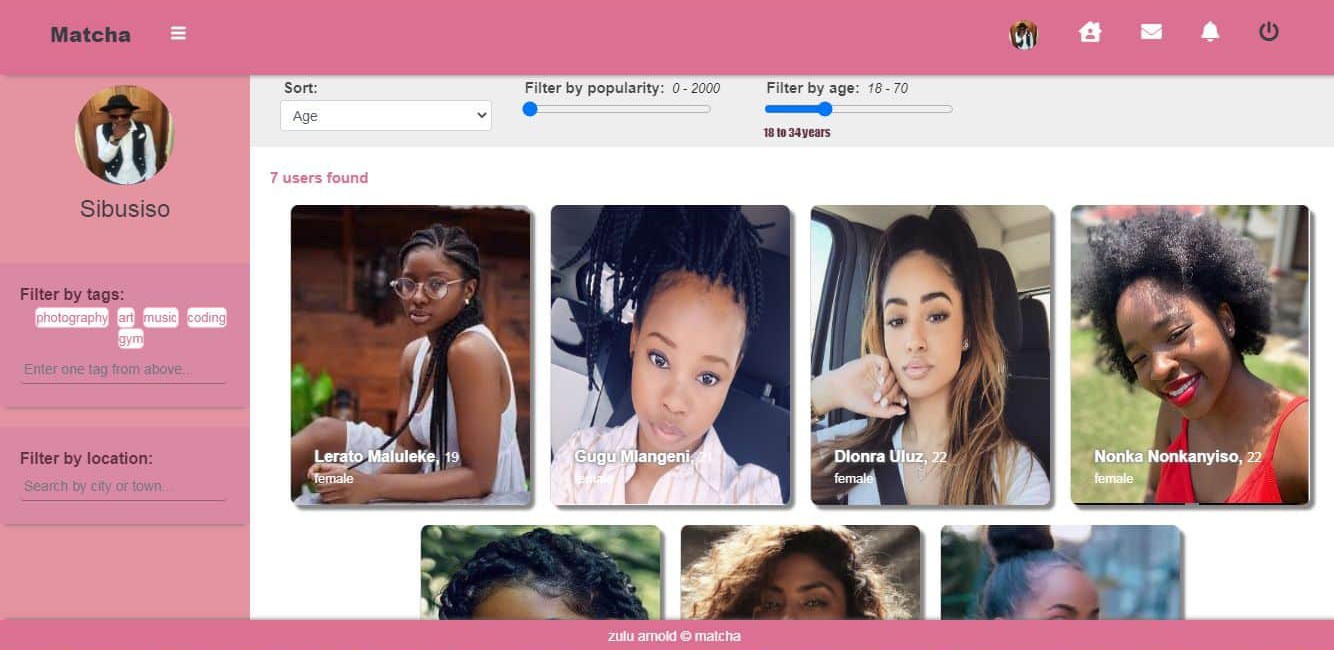 Matcha
Sort:
Age
Filter by popularity: 0 - 2000
Filter by age: 18 - 70
18 to 34 years
Sibusiso
7 users found
Filter by tags:
photography art music coding
gym
Enter one tag from above...
Filter by location:
Search by city or town...
Lerato Maluleke, 19
female
Gugu Mlangeni, 21
female
Dionra Uluz, 22
female
Nonka Nonkanyiso, 22
female
zulu arnold © matcha